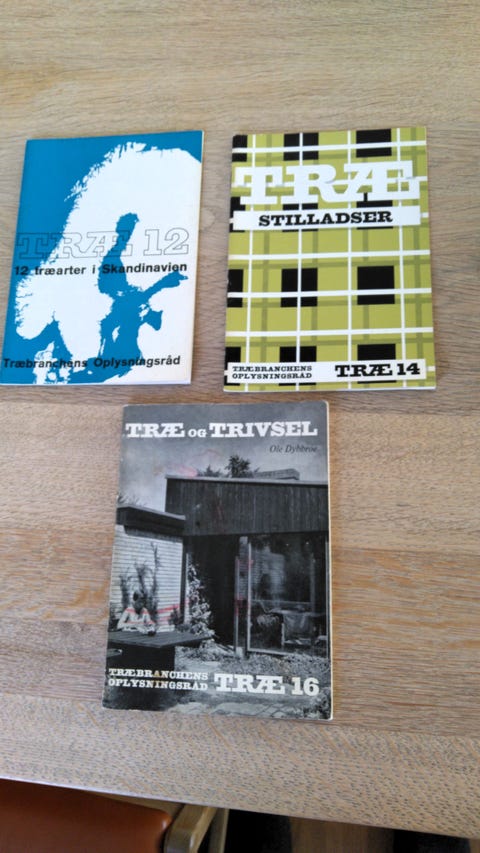 TRÆ 12
12 træarter i Skandinavien
Træbranchens Oplysningsråd
TRÆ
STILLADSER
TRÆBRANCHENS
OPLYSNINGSRÅD
TRÆ 14
TRÆ OG TRIVSEL
Ole Dybbroe
TRÆBRANCHENS
OPLYSNINGSRÅD
TRÆ 16